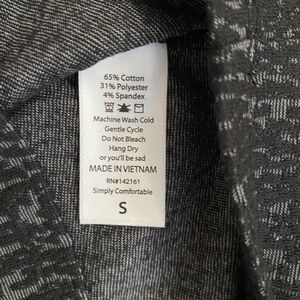 65% Cotton
31% Polyester
4% Spandex
Machine Wash Cold
Gentle Cycle
Do Not Bleach
Hang Dry
or you'll be sad
MADE IN VIETNAM
RN#142161
Simply Comfortable
S